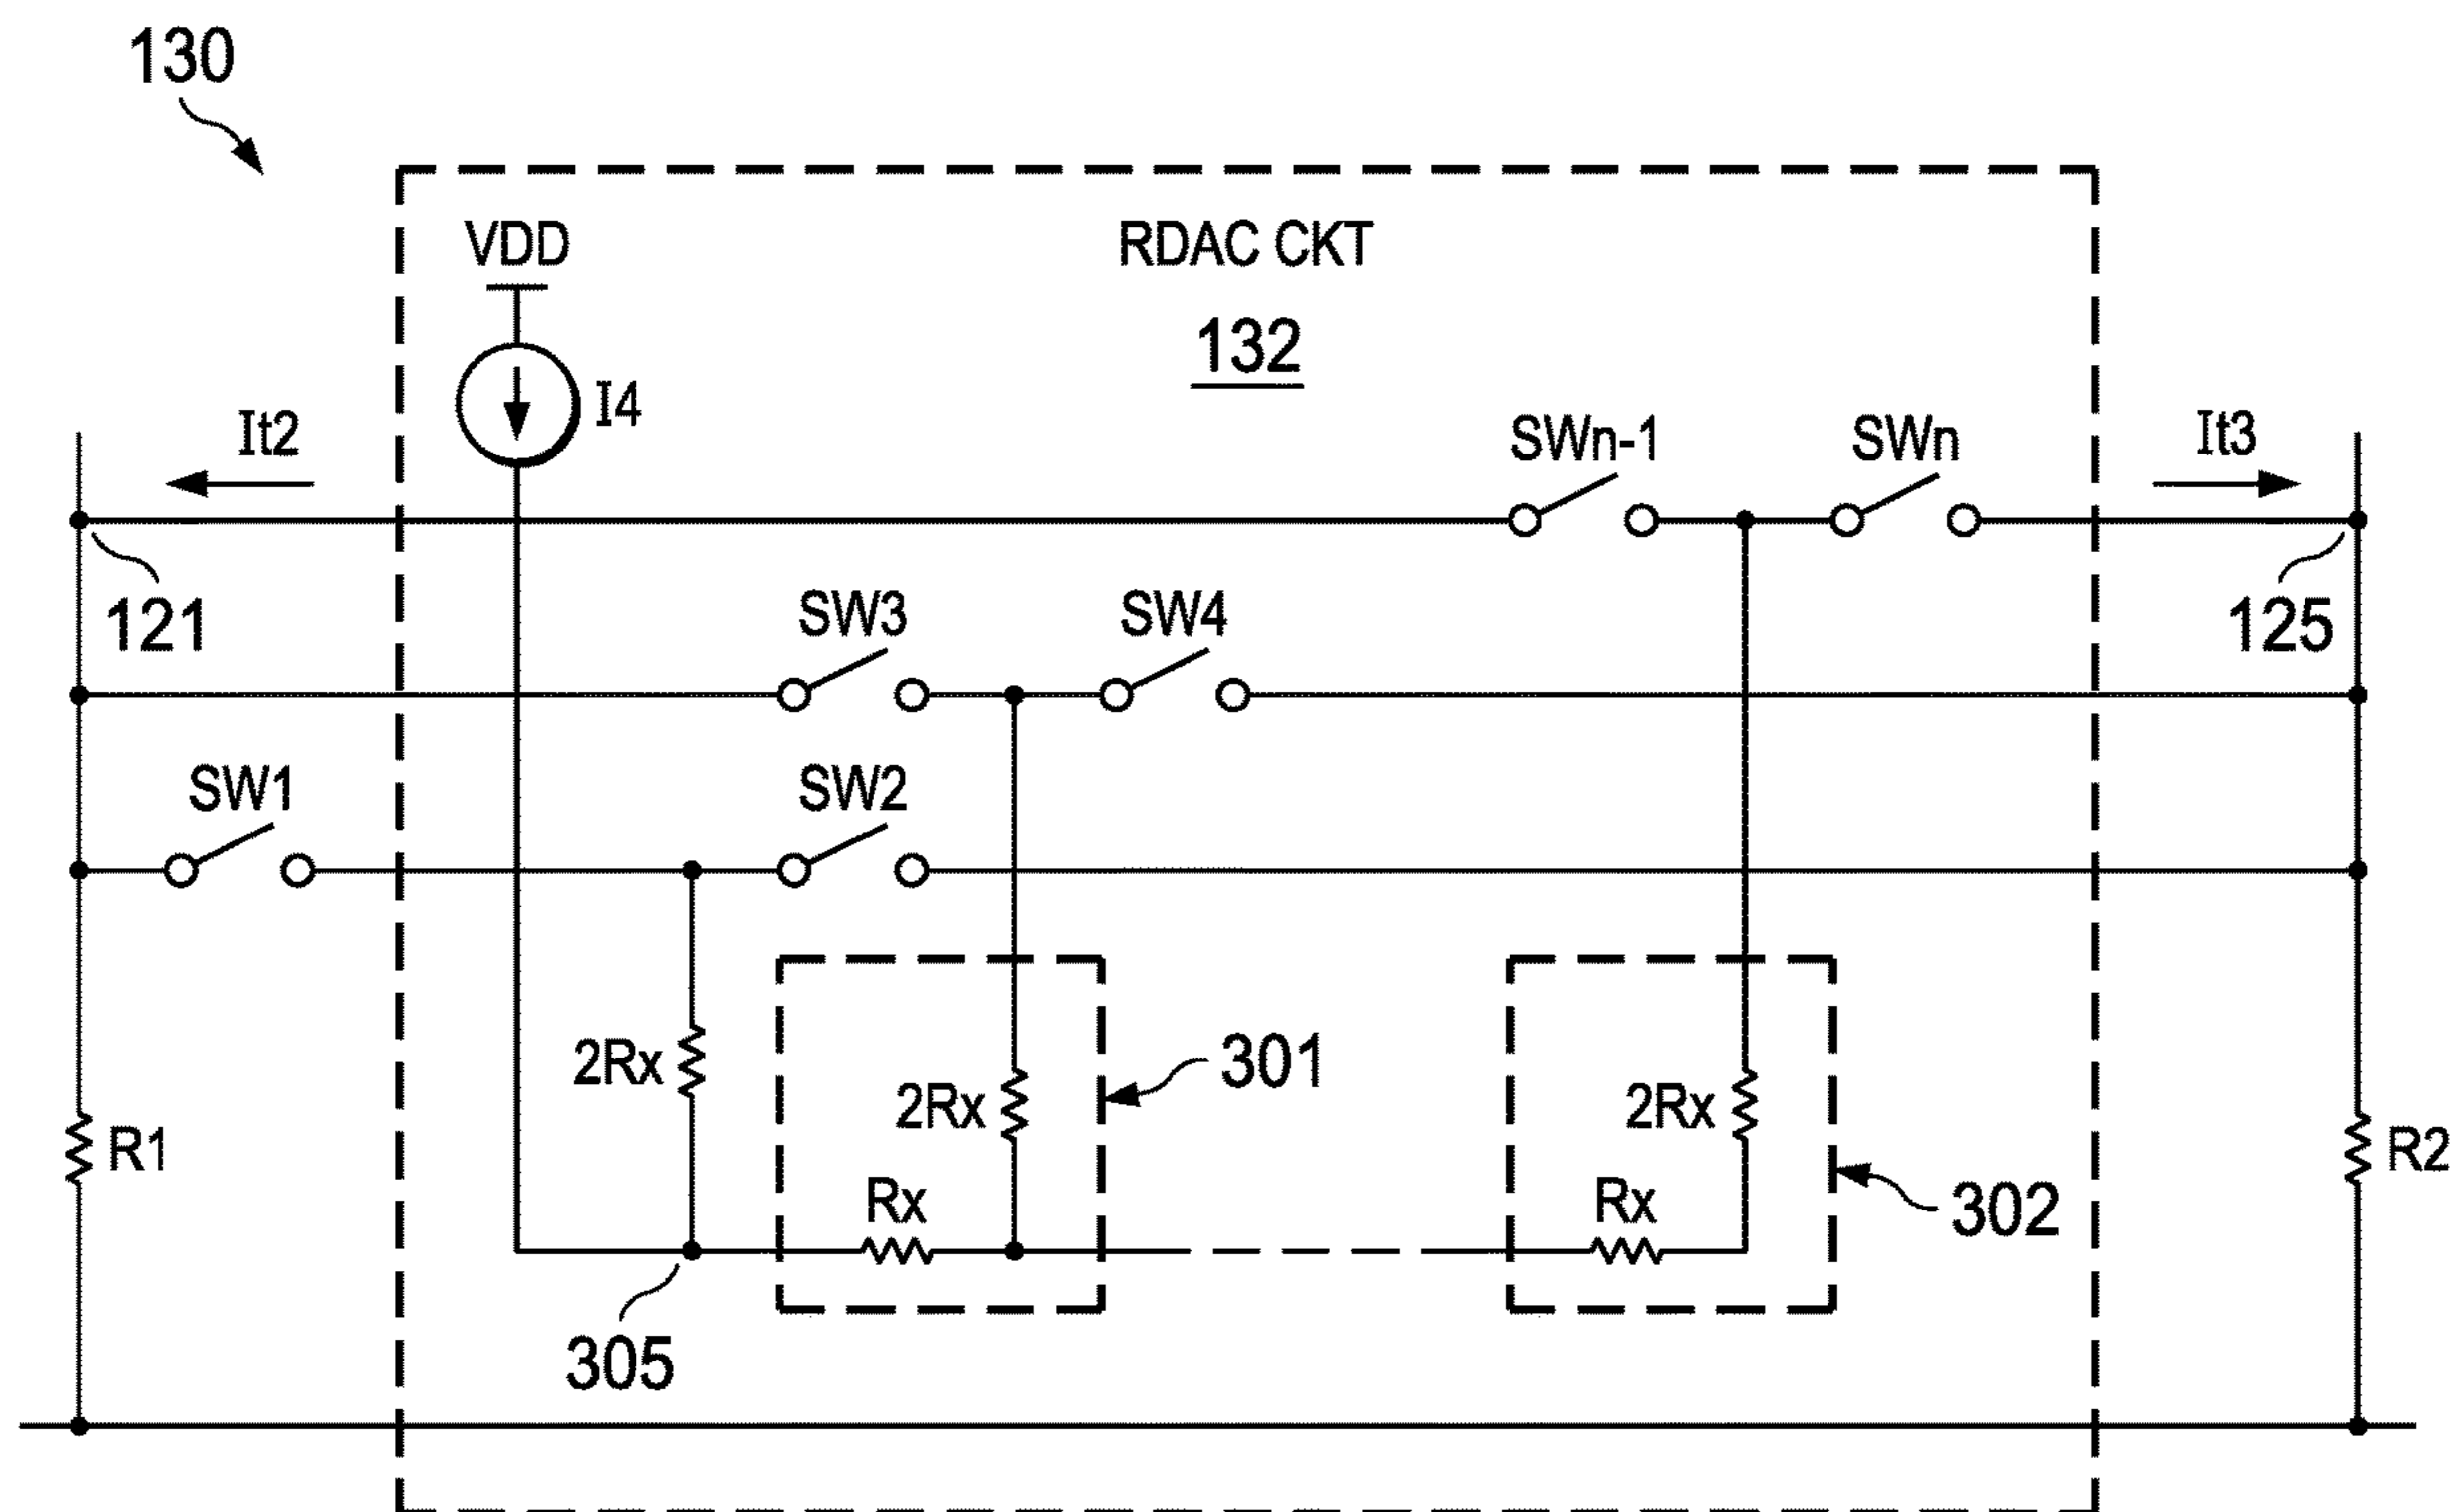 130
VDD
RDAC CKT
132
I4
It2
SWn-1
SWn
It3
121
SW3
SW4
125
SW1
SW2
2Rx
301
2Rx
2Rx
R1
Rx
Rx
302
R2
305